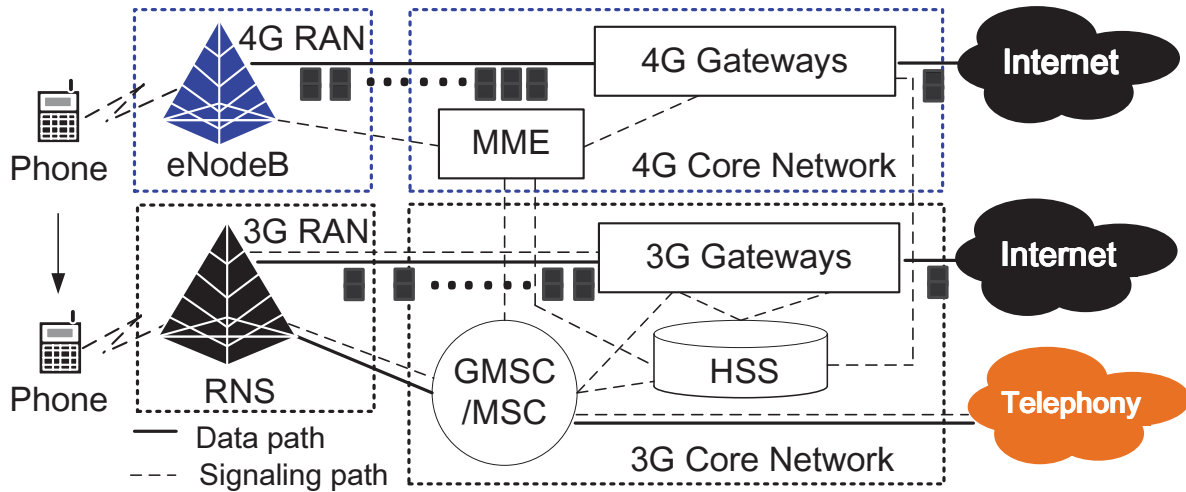 4G RAN
4G Gateways
Internet
Phone
eNodeB
MME
4G Core Network
3G RAN
3G Gateways
Internet
Phone
RNS
GMSC
/MSC
HSS
Telephony
Data path
Signaling path
3G Core Network